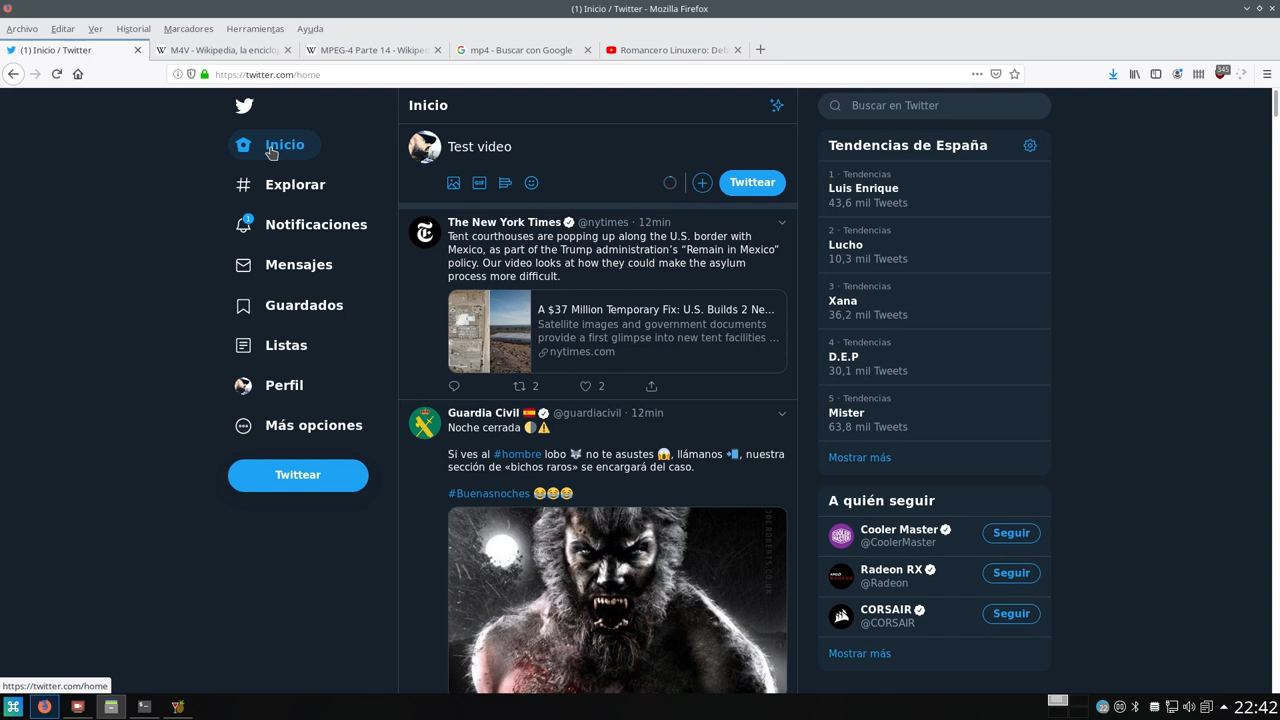 (1) Inicio / Twitter - Mozilla Firefox
Archivo Editar Ver Historial Marcadores Herramientas Ayuda
(1) Inicio / Twitter
M4V - Wikipedia, la enciclo
MPEG-4 Parte 14 - Wikiped
mp4 - Buscar con Google
Romancero Linuxero: Deb
https://twitter.com/home
345
Inicio
Explorar
1
Notificaciones
Mensajes
Guardados
Listas
Perfil
Más opciones
Twittear
Inicio
Test video
GIF
Twittear
The New York Times @nytimes · 12min
Tent courthouses are popping up along the U.S. border with
Mexico, as part of the Trump administration's “Remain in Mexico”
policy. Our video looks at how they could make the asylum
process more difficult.
A $37 Million Temporary Fix: U.S. Builds 2 Ne...
Satellite images and government documents
provide a first glimpse into new tent facilities ...
nytimes.com
2 2
Guardia Civil 🇪🇸 @guardiacivil · 12min
Noche cerrada 🌗⚠️
Si ves al #hombre lobo 🐺 no te asustes 😱, llámanos 📲, nuestra
sección de «bichos raros» se encargará del caso.
#Buenasnoches 😂😂😂
Buscar en Twitter
Tendencias de España
1 · Tendencias
Luis Enrique
43,6 mil Tweets
2 · Tendencias
Lucho
10,3 mil Tweets
3 · Tendencias
Xana
36,2 mil Tweets
4 · Tendencias
D.E.P
30,1 mil Tweets
5 · Tendencias
Mister
63,8 mil Tweets
Mostrar más
A quién seguir
Cooler Master
@CoolerMaster
Seguir
Radeon RX
@Radeon
Seguir
CORSAIR
@CORSAIR
Seguir
Mostrar más
https://twitter.com/home
22
22:42